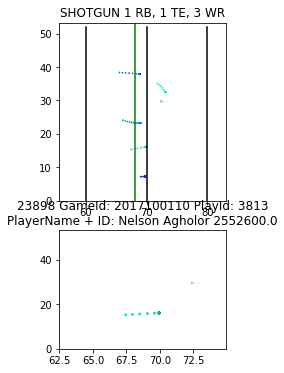 SHOTGUN 1 RB, 1 TE, 3 WR
50
40
30
20
10
0
60 70 80
23898 GameId: 2017100110 PlayId: 3813
PlayerName + ID: Nelson Agholor 2552600.0
40
20
0
62.5 65.0 67.5 70.0 72.5